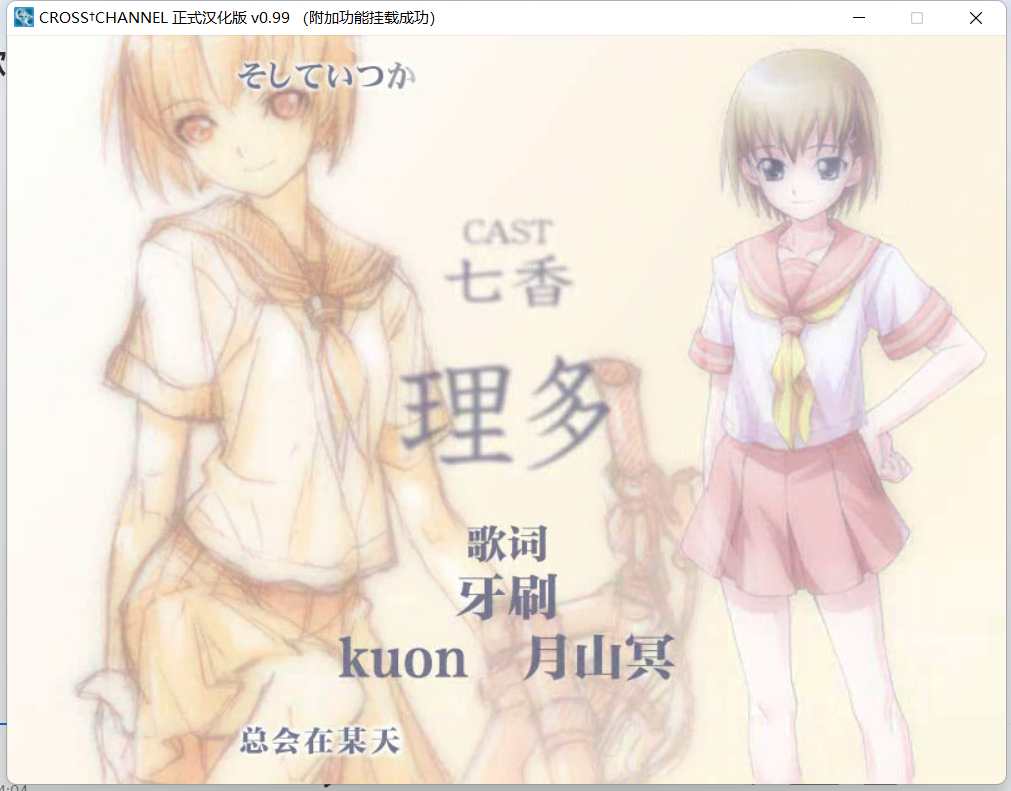 CROSS†CHANNEL 正式汉化版 v0.99 （附加功能挂载成功）
そしていつか
CAST
七香
理多
歌词
牙刷
kuon 月山冥
总会在某天